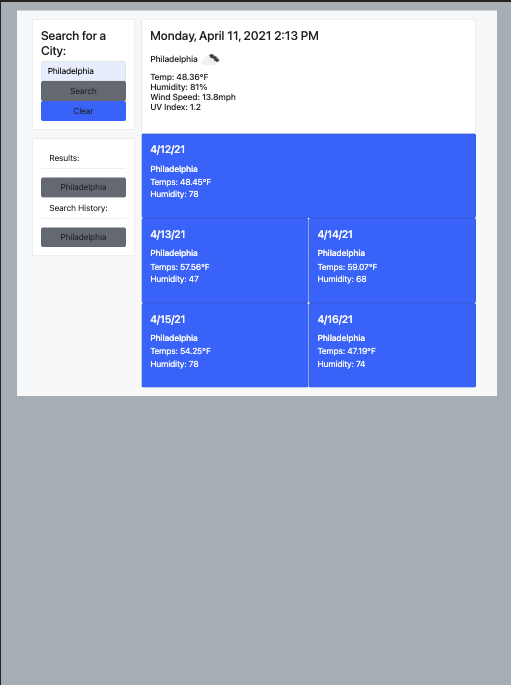 Search for a
City:
Philadelphia
Search
Clear
Results:
Philadelphia
Search History:
Philadelphia
Monday, April 11, 2021 2:13 PM
Philadelphia
Temp: 48.36°F
Humidity: 81%
Wind Speed: 13.8mph
UV Index: 1.2
4/12/21
Philadelphia
Temps: 48.45°F
Humidity: 78
4/13/21
Philadelphia
Temps: 57.56°F
Humidity: 47
4/14/21
Philadelphia
Temps: 59.07°F
Humidity: 68
4/15/21
Philadelphia
Temps: 54.25°F
Humidity: 78
4/16/21
Philadelphia
Temps: 47.19°F
Humidity: 74